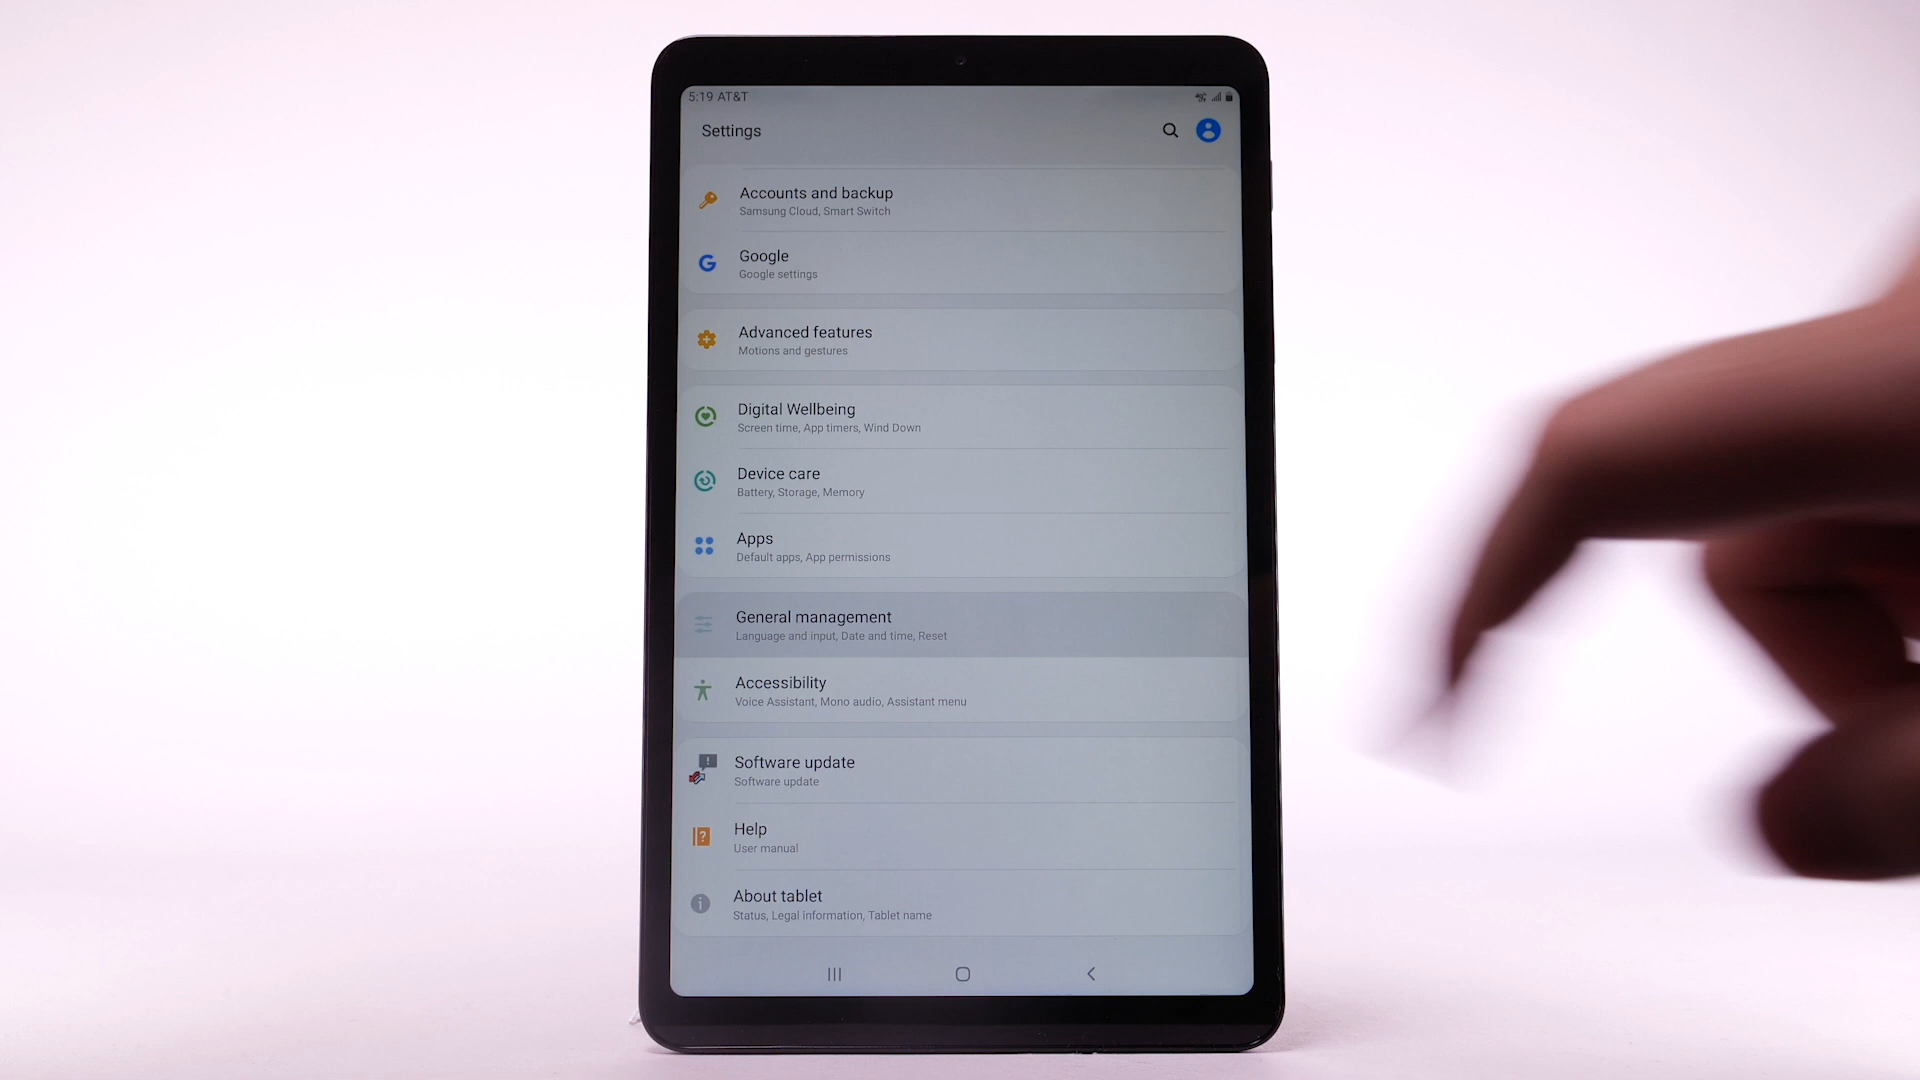 5:19 AT&T
Settings
Accounts and backup
Samsung Cloud, Smart Switch
Google
Google settings
Advanced features
Motions and gestures
Digital Wellbeing
Screen time, App timers, Wind Down
Device care
Battery, Storage, Memory
Apps
Default apps, App permissions
General management
Language and input, Date and time, Reset
Accessibility
Voice Assistant, Mono audio, Assistant menu
Software update
Software update
Help
User manual
About tablet
Status, Legal information, Tablet name